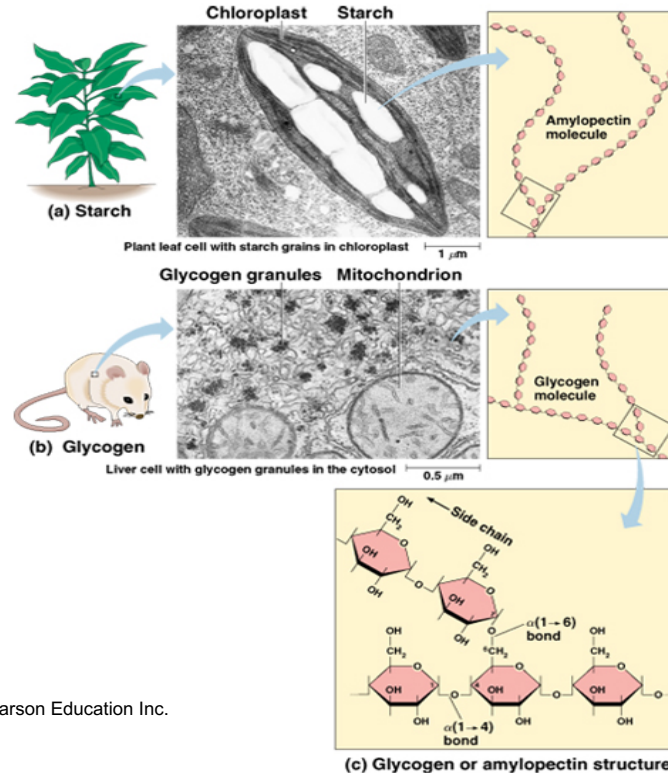 Chloroplast Starch
Amylopectin
molecule
(a) Starch
Plant leaf cell with starch grains in chloroplast
1 μm
Glycogen granules Mitochondrion
Glycogen
molecule
(b) Glycogen
Liver cell with glycogen granules in the cytosol
0.5 μm
OH
CH2
O
OH
OH
O
Side chain
OH
CH2
O
OH
OH
1
O
α(1→6)
bond
OH
CH2
O
OH
OH
1
O
6CH2
O
4
OH
OH
O
OH
CH2
O
OH
OH
O
α(1→4)
bond
arson Education Inc.
(c) Glycogen or amylopectin structure